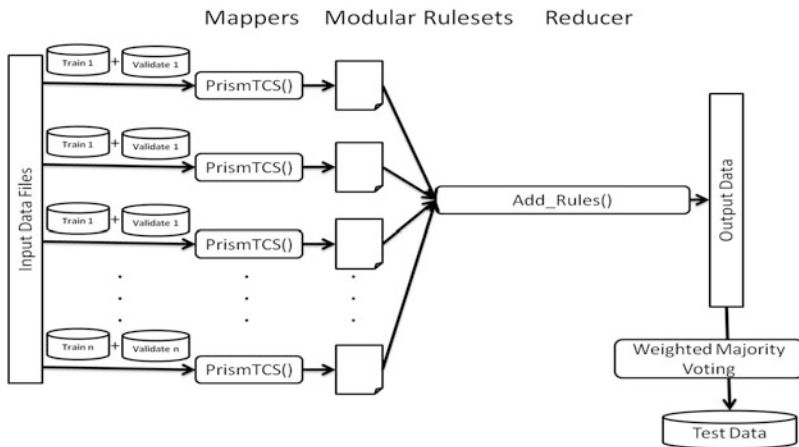 Mappers Modular Rulesets Reducer
Train 1 + Validate 1
PrismTCS()
Train 1 + Validate 1
PrismTCS()
Train 1 + Validate 1
PrismTCS()
Train n + Validate n
PrismTCS()
Input Data Files
Add_Rules()
Output Data
Weighted Majority
Voting
Test Data